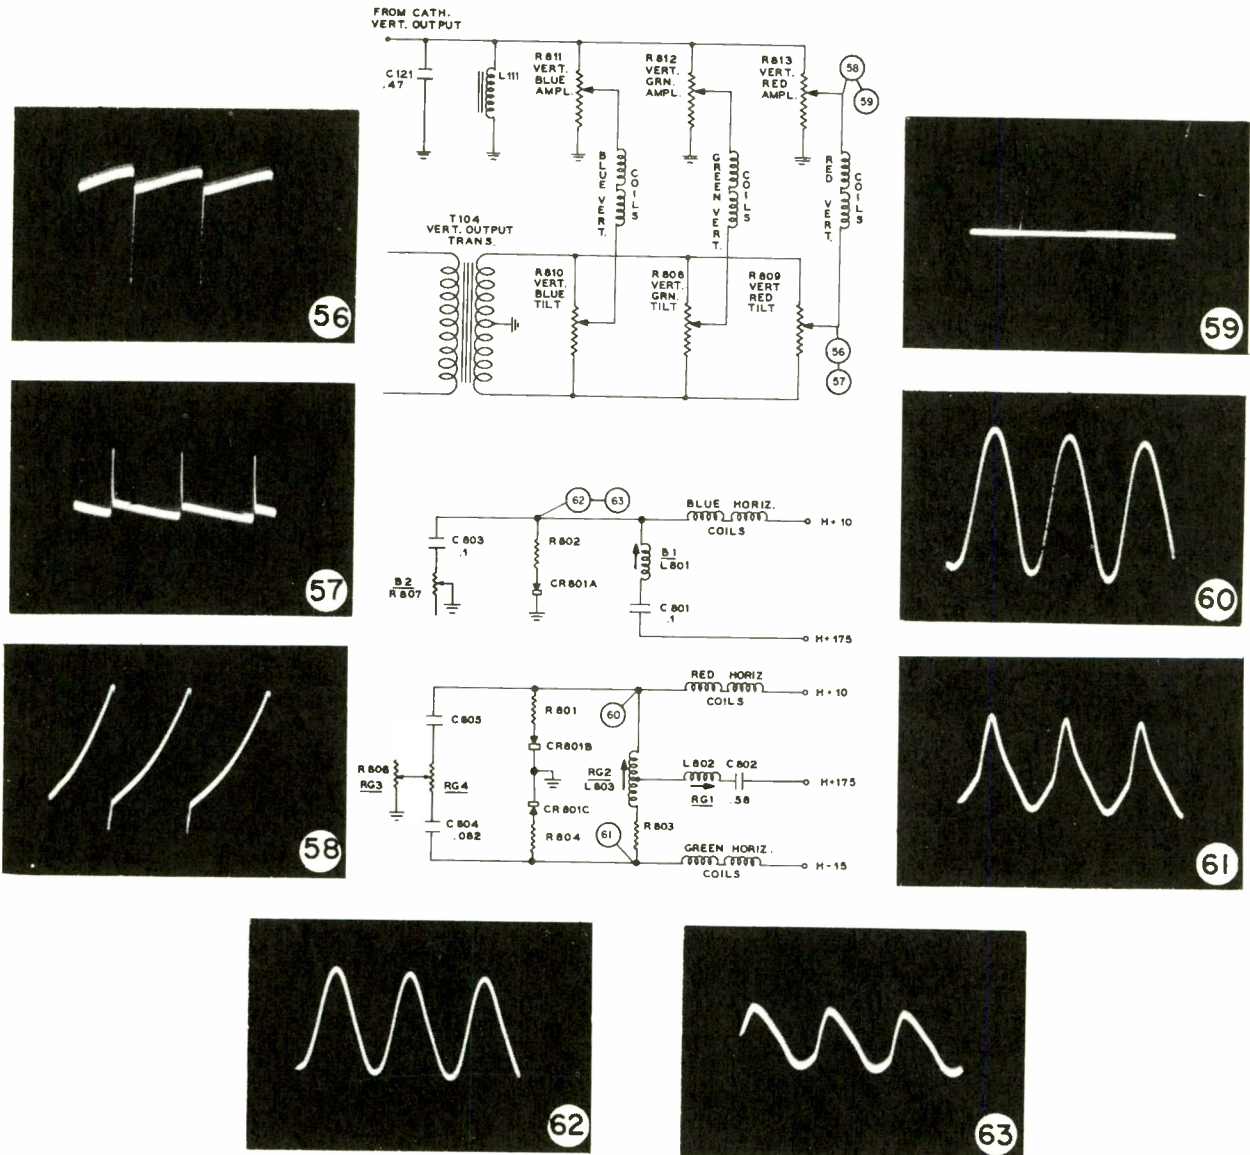 FROM CATH.
VERT. OUTPUT
C121
.47
L111
R811
VERT.
BLUE
AMPL.
R812
VERT.
GRN.
AMPL.
R813
VERT.
RED
AMPL.
58
59
BLUE VERT.
COILS
GREEN VERT.
COILS
RED VERT.
COILS
56
59
T104
VERT. OUTPUT
TRANS.
R810
VERT.
BLUE
TILT
R808
VERT.
GRN.
TILT
R809
VERT
RED
TILT
56
57
57
60
62
63
BLUE HORIZ.
COILS
H+10
C803
.1
R802
B1
L801
B2
R807
CR801A
C801
.1
H+175
58
61
RED HORIZ
COILS
H+10
C805
R801
60
CR801B
R806
RG3
RG4
RG2
L803
L802
C802
RG1
.58
H+175
C804
.082
CR801C
R804
61
R803
GREEN HORIZ.
COILS
H-15
62
63